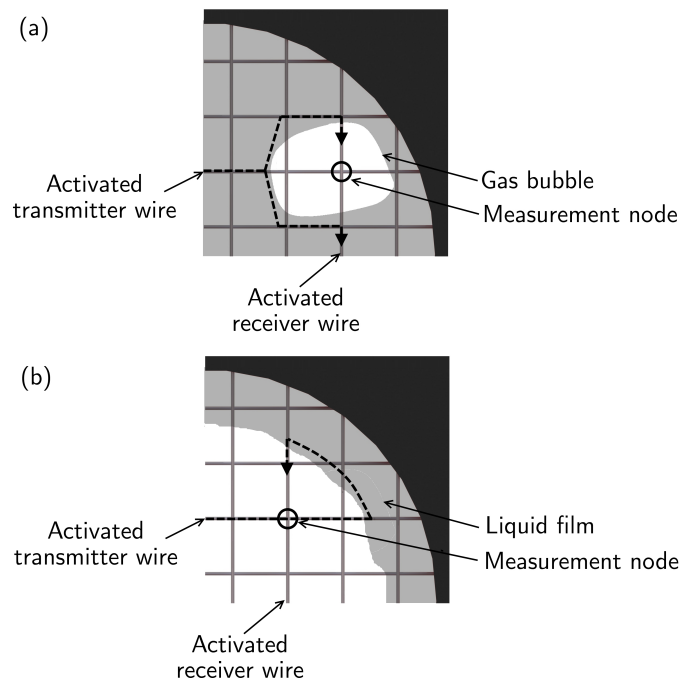 (a)
Activated
transmitter wire
Gas bubble
Measurement node
Activated
receiver wire
(b)
Activated
transmitter wire
Liquid film
Measurement node
Activated
receiver wire